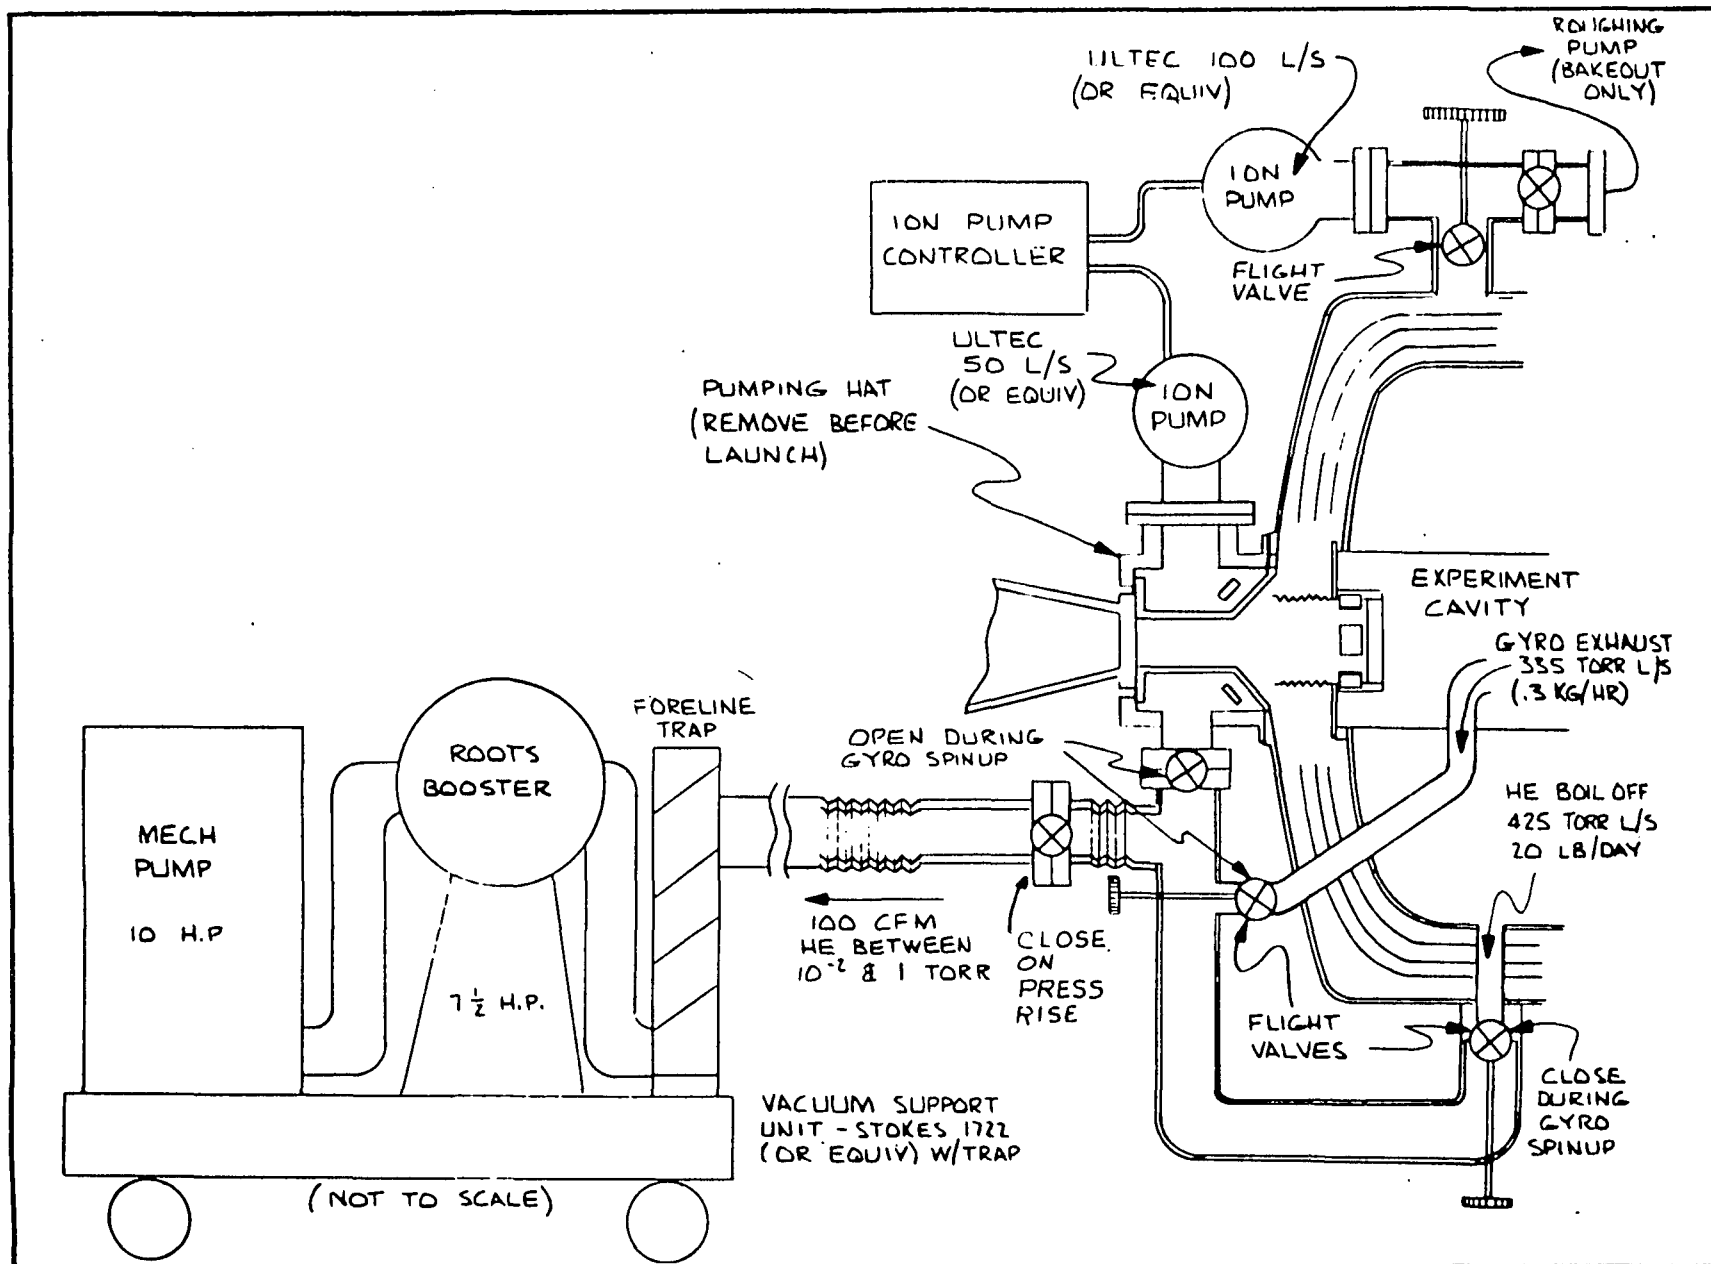 ROUGHING
PUMP
(BAKEOUT
ONLY)
ULTEC 100 L/S
(OR EQUIV)
ION
PUMP
ION PUMP
CONTROLLER
FLIGHT
VALVE
ULTEC
50 L/S
(OR EQUIV)
ION
PUMP
PUMPING HAT
(REMOVE BEFORE
LAUNCH)
EXPERIMENT
CAVITY
GYRO EXHAUST
335 TORR L/S
(.3 KG/HR)
FORELINE
TRAP
ROOTS
BOOSTER
OPEN DURING
GYRO SPINUP
HE BOIL OFF
425 TORR L/S
20 LB/DAY
MECH
PUMP
10 H.P
7 1/2 H.P.
100 CFM
HE BETWEEN
10⁻² & 1 TORR
CLOSE
ON
PRESS
RISE
FLIGHT
VALVES
CLOSE
DURING
GYRO
SPINUP
VACUUM SUPPORT
UNIT - STOKES 1722
(OR EQUIV) W/TRAP
(NOT TO SCALE)